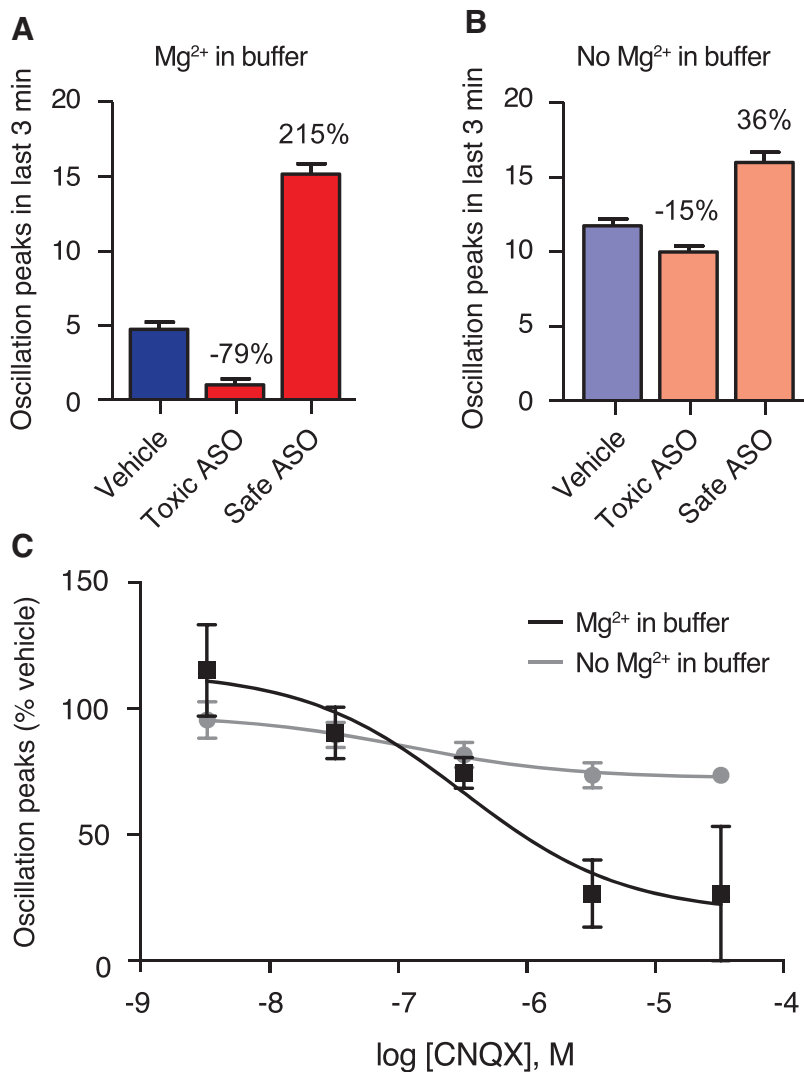 A
Mg²⁺ in buffer
Oscillation peaks in last 3 min
20
15
10
5
0
-79%
215%
Vehicle
Toxic ASO
Safe ASO
B
No Mg²⁺ in buffer
Oscillation peaks in last 3 min
20
15
10
5
0
-15%
36%
Vehicle
Toxic ASO
Safe ASO
C
Oscillation peaks (% vehicle)
150
100
50
0
Mg²⁺ in buffer
No Mg²⁺ in buffer
-9 -8 -7 -6 -5 -4
log [CNQX], M